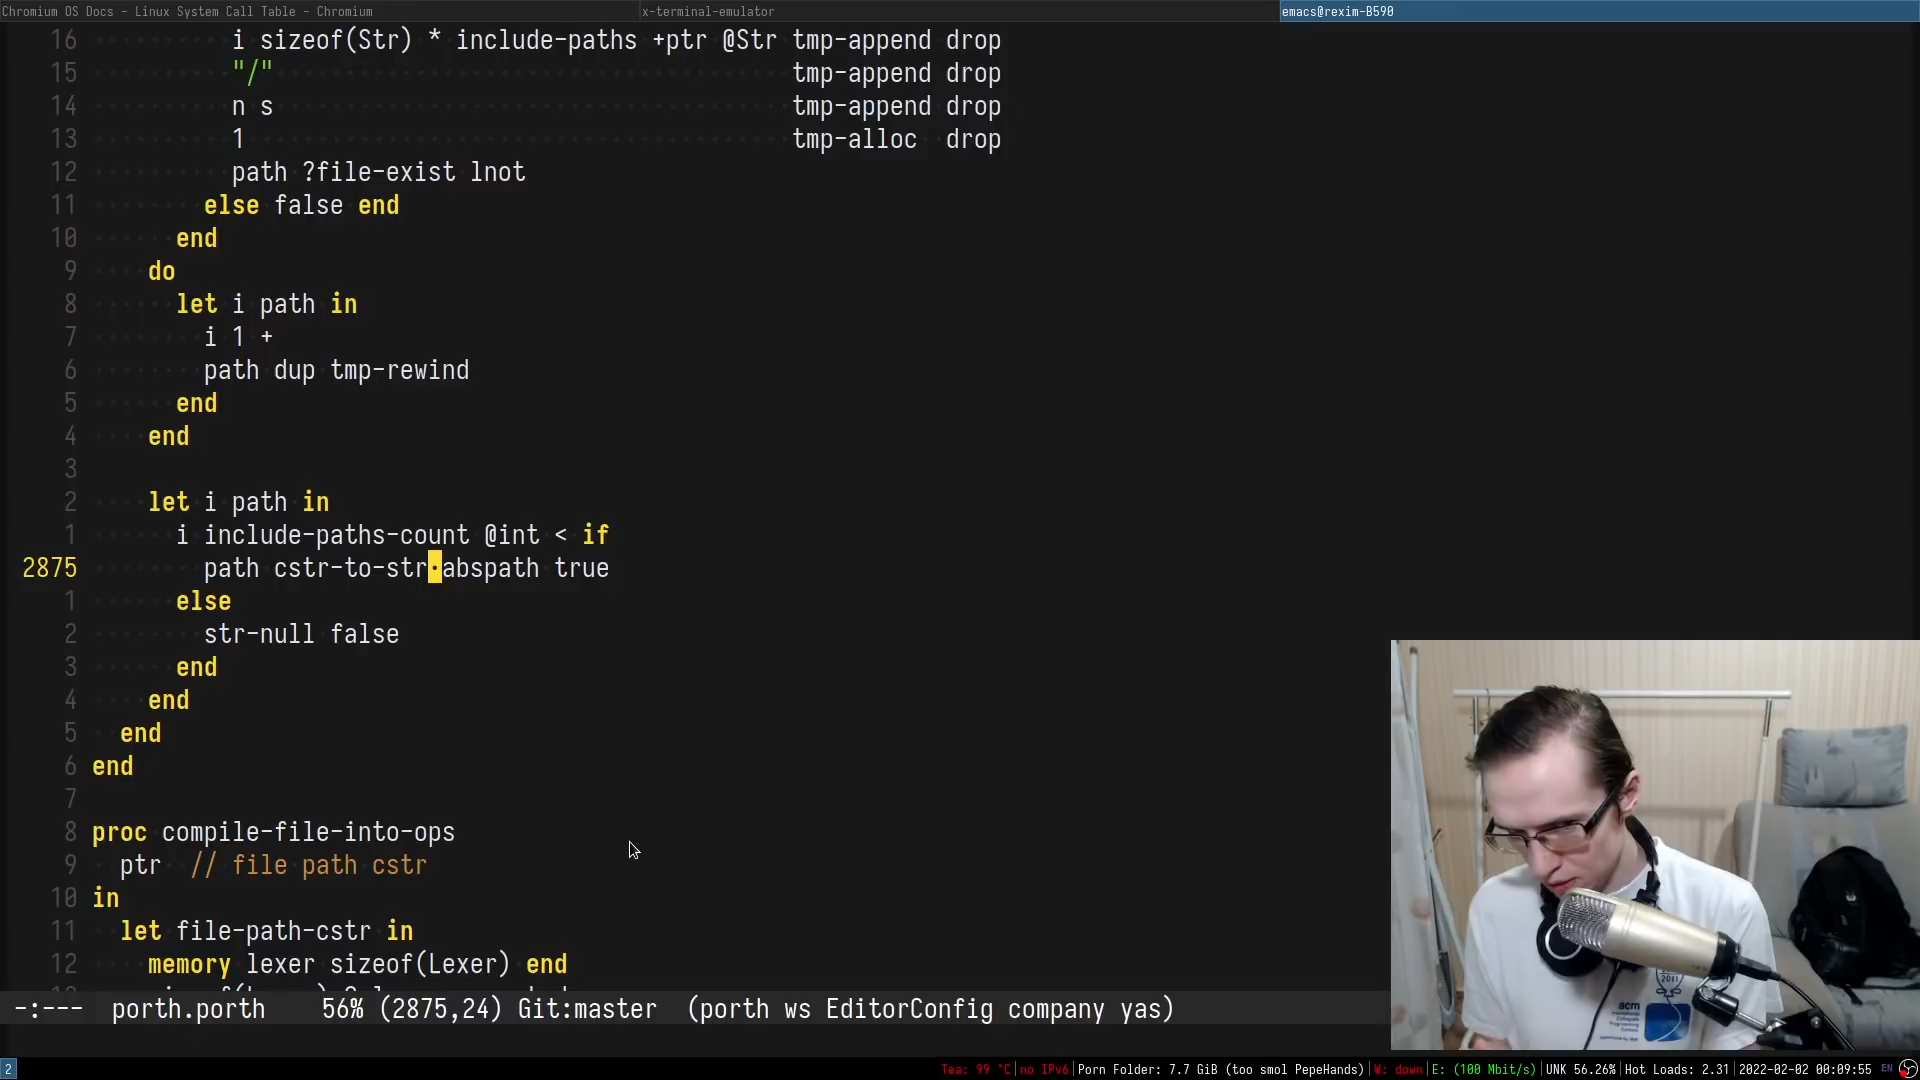 Chromium OS Docs - Linux System Call Table - Chromium
x-terminal-emulator
emacs@rexim-B590
16 i sizeof(Str) * include-paths +ptr @Str tmp-append drop
15 "/" tmp-append drop
14 n s tmp-append drop
13 1 tmp-alloc drop
12 path ?file-exist lnot
11 else false end
10 end
9 do
8 let i path in
7 i 1 +
6 path dup tmp-rewind
5 end
4 end
3
2 let i path in
1 i include-paths-count @int < if
2875 path cstr-to-str abspath true
1 else
2 str-null false
3 end
4 end
5 end
6 end
7
8 proc compile-file-into-ops
9 ptr // file path cstr
10 in
11 let file-path-cstr in
12 memory lexer sizeof(Lexer) end
-:--- porth.porth 56% (2875,24) Git:master (porth ws EditorConfig company yas)
acm
2011
2 Tea: 99 °C|no IPv6|Porn Folder: 7.7 GiB (too smol PepeHands)|W: down|E: (100 Mbit/s)|UNK 56.26%|Hot Loads: 2.31|2022-02-02 00:09:55 EN